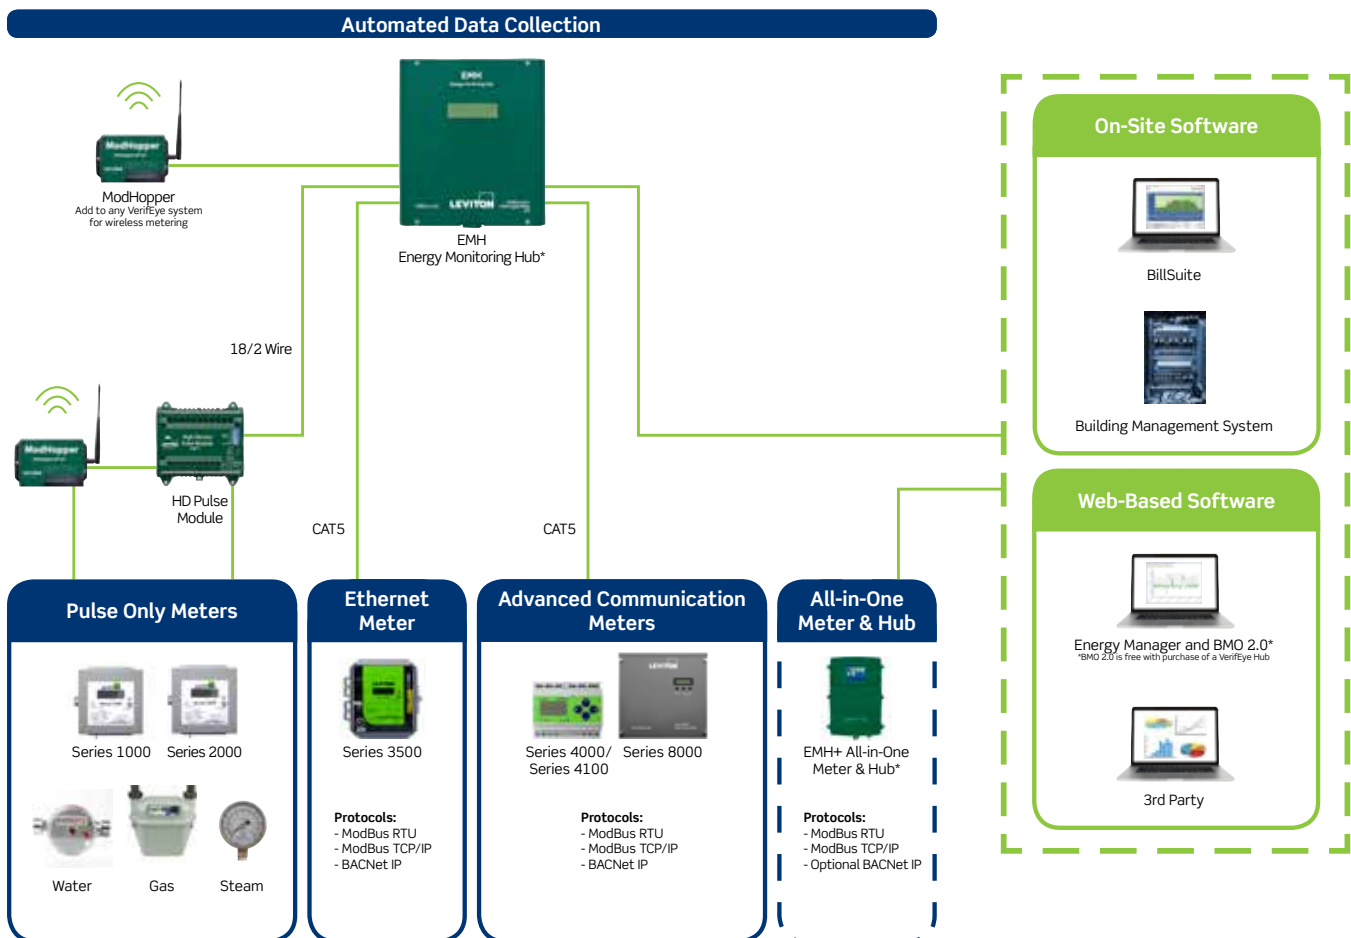 Automated Data Collection
EMH
LEVITON
EMH
Energy Monitoring Hub*
ModHopper
ModHopper
Add to any VerifEye system
for wireless metering
18/2 Wire
ModHopper
HD Pulse
Module
CAT5
CAT5
Pulse Only Meters
Series 1000
Series 2000
Water
Gas
Steam
Ethernet
Meter
Series 3500
Protocols:
- ModBus RTU
- ModBus TCP/IP
- BACNet IP
Advanced Communication
Meters
LEVITON
Series 4000/
Series 4100
Series 8000
Protocols:
- ModBus RTU
- ModBus TCP/IP
- BACNet IP
All-in-One
Meter & Hub
EMH+ All-in-One
Meter & Hub*
Protocols:
- ModBus RTU
- ModBus TCP/IP
- Optional BACNet IP
On-Site Software
BillSuite
Building Management System
Web-Based Software
Energy Manager and BMO 2.0*
*BMO 2.0 is free with purchase of a VerifEye Hub
3rd Party